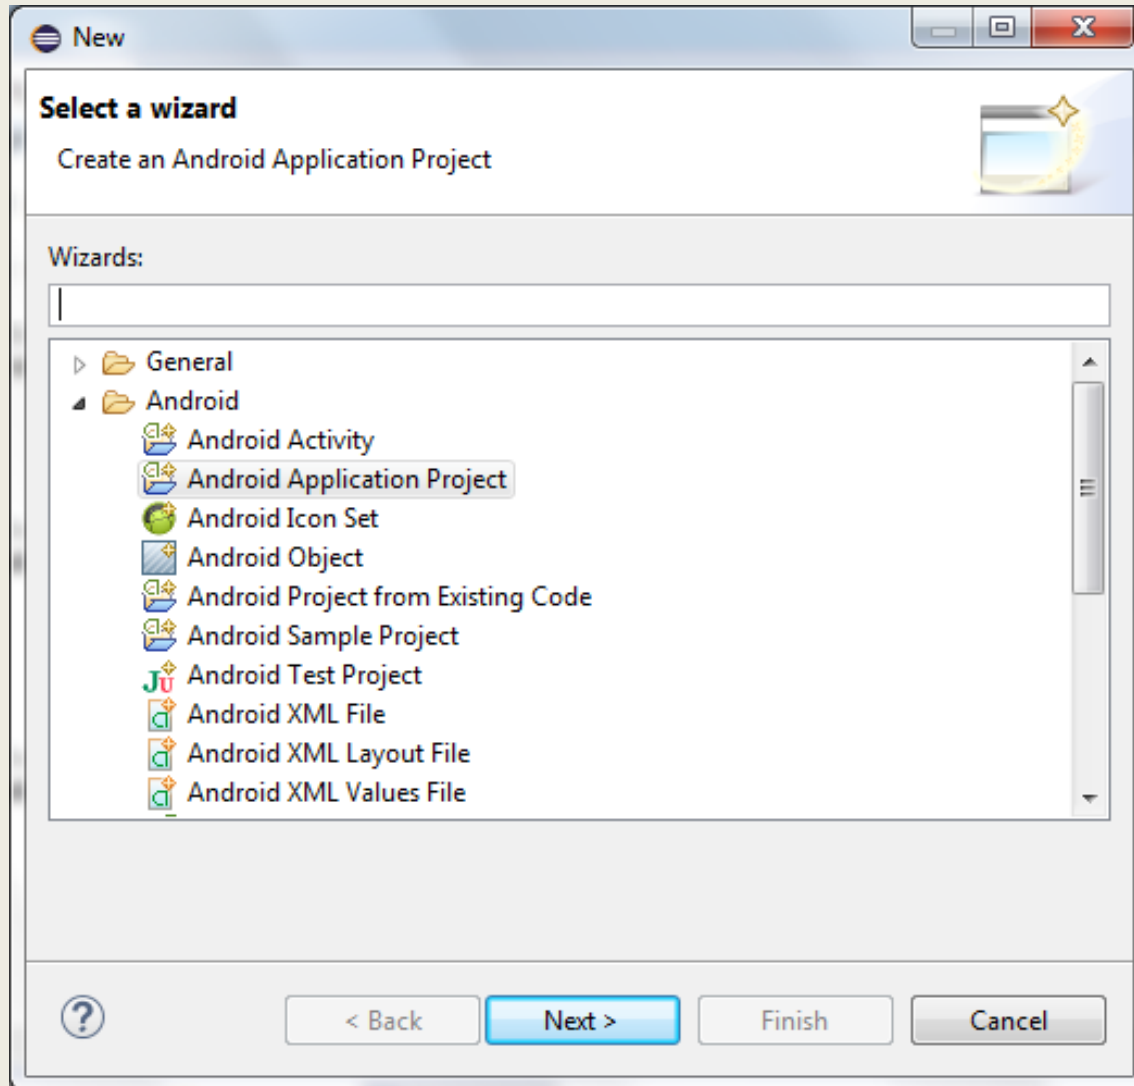 New
Select a wizard
Create an Android Application Project
Wizards:
General
Android
Android Activity
Android Application Project
Android Icon Set
Android Object
Android Project from Existing Code
Android Sample Project
Android Test Project
Android XML File
Android XML Layout File
Android XML Values File
< Back Next > Finish Cancel